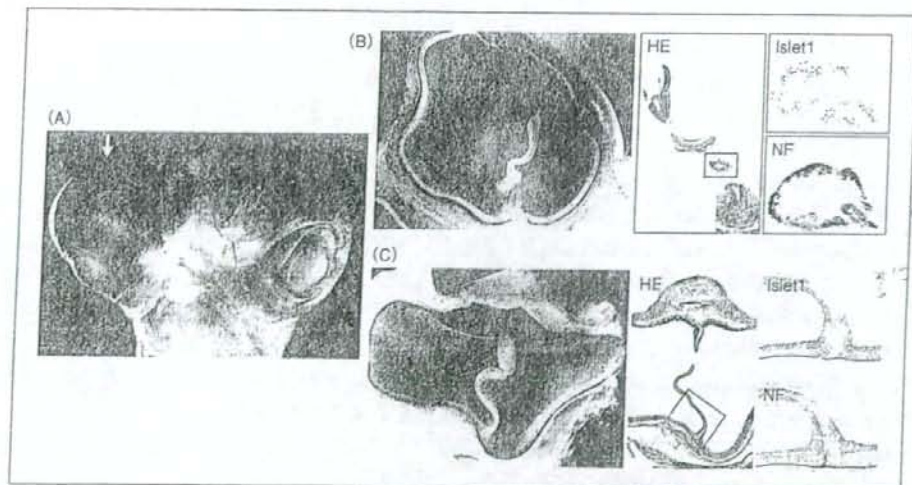 (A)
(B)
HE
Islet1
NF
(C)
HE
Islet1
NF